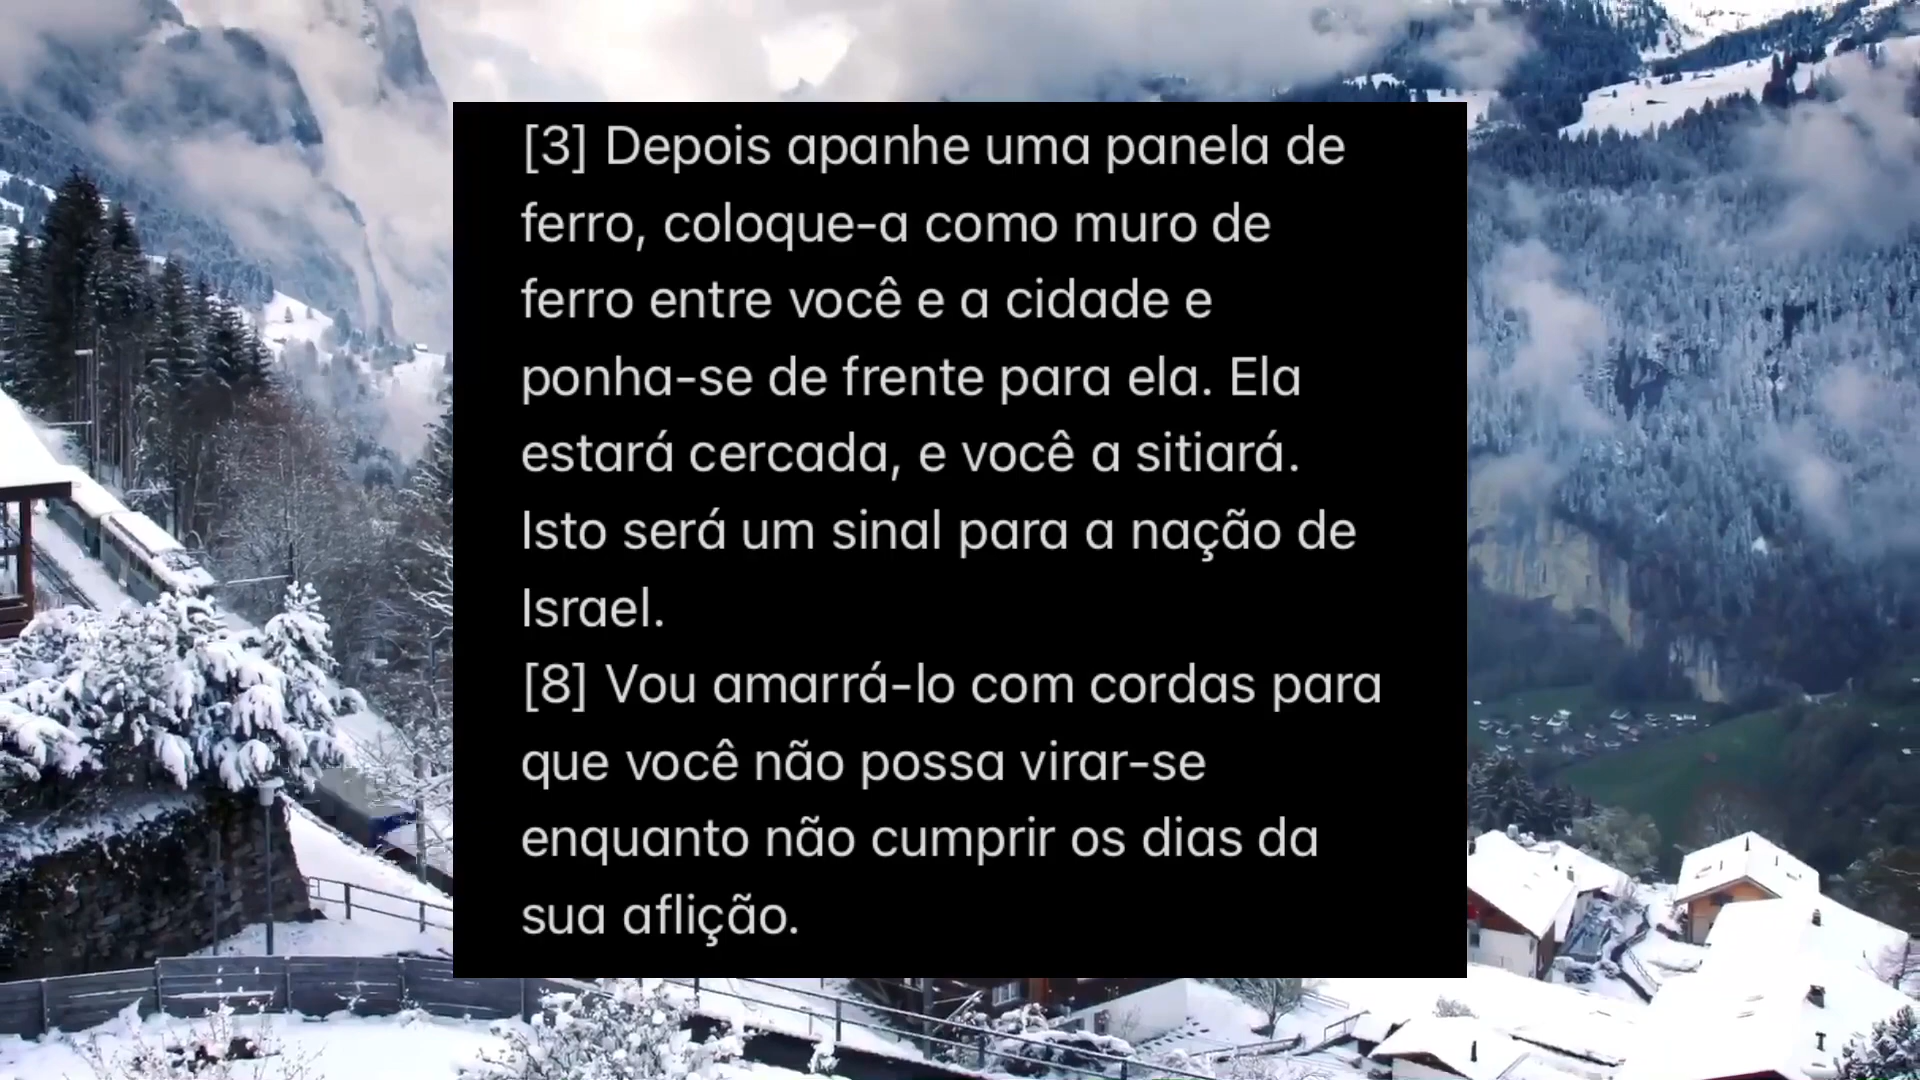 [3] Depois apanhe uma panela de
ferro, coloque-a como muro de
ferro entre você e a cidade e
ponha-se de frente para ela. Ela
estará cercada, e você a sitiará.
Isto será um sinal para a nação de
Israel.
[8] Vou amarrá-lo com cordas para
que você não possa virar-se
enquanto não cumprir os dias da
sua aflição.